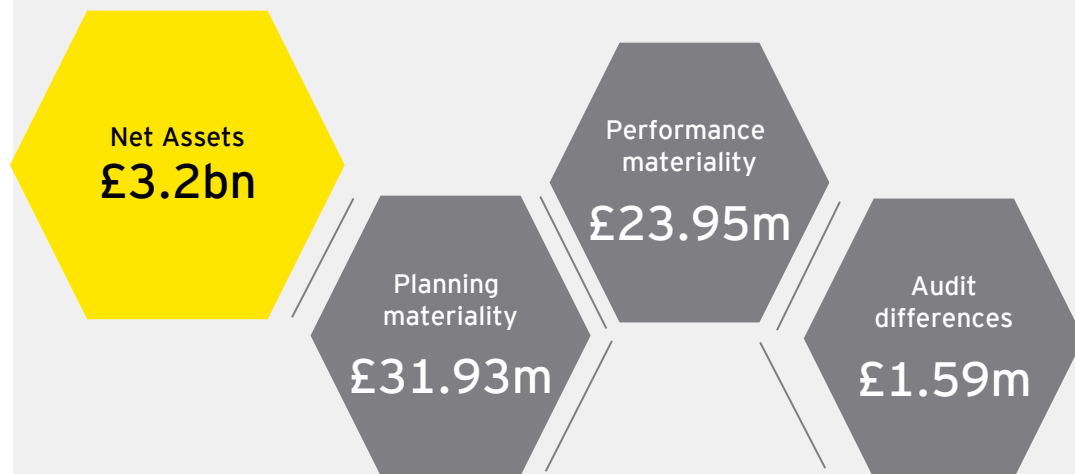 Net Assets
£3.2bn
Planning
materiality
£31.93m
Performance
materiality
£23.95m
Audit
differences
£1.59m